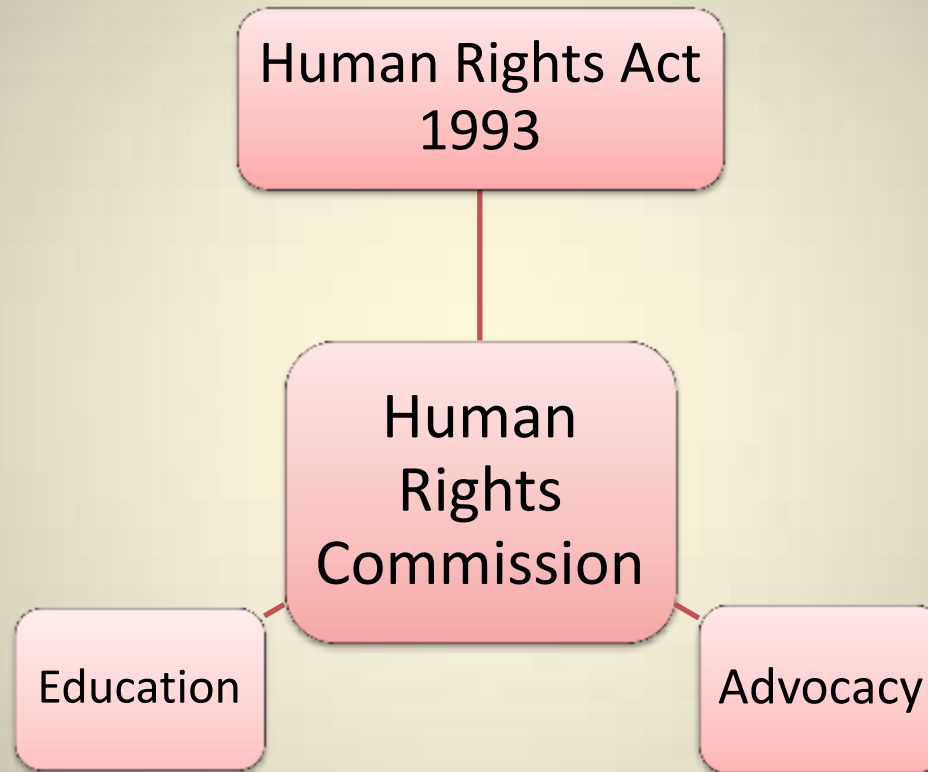 Human Rights Act
1993
Human
Rights
Commission
Education
Advocacy